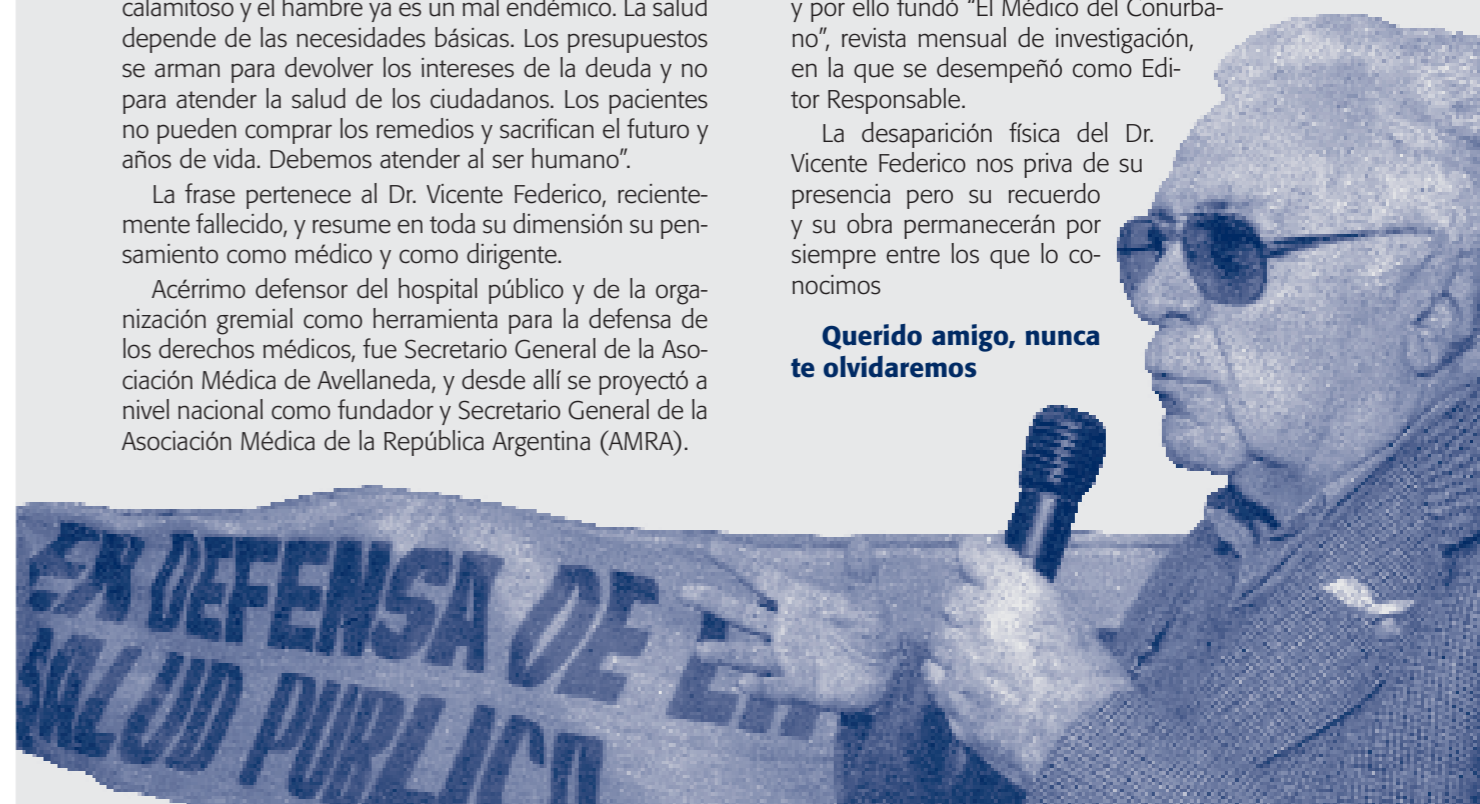 calamitoso y el hambre ya es un mal endémico. La salud
depende de las necesidades básicas. Los presupuestos
se arman para devolver los intereses de la deuda y no
para atender la salud de los ciudadanos. Los pacientes
no pueden comprar los remedios y sacrifican el futuro y
años de vida. Debemos atender al ser humano”.
La frase pertenece al Dr. Vicente Federico, reciente-
mente fallecido, y resume en toda su dimensión su pen-
samiento como médico y como dirigente.
Acérrimo defensor del hospital público y de la orga-
nización gremial como herramienta para la defensa de
los derechos médicos, fue Secretario General de la Aso-
ciación Médica de Avellaneda, y desde allí se proyectó a
nivel nacional como fundador y Secretario General de la
Asociación Médica de la República Argentina (AMRA).
y por ello fundó “El Médico del Conurba-
no”, revista mensual de investigación,
en la que se desempeñó como Edi-
tor Responsable.
La desaparición física del Dr.
Vicente Federico nos priva de su
presencia pero su recuerdo
y su obra permanecerán por
siempre entre los que lo co-
nocimos
Querido amigo, nunca
te olvidaremos
EN DEFENSA DE
SALUD PUBLICA